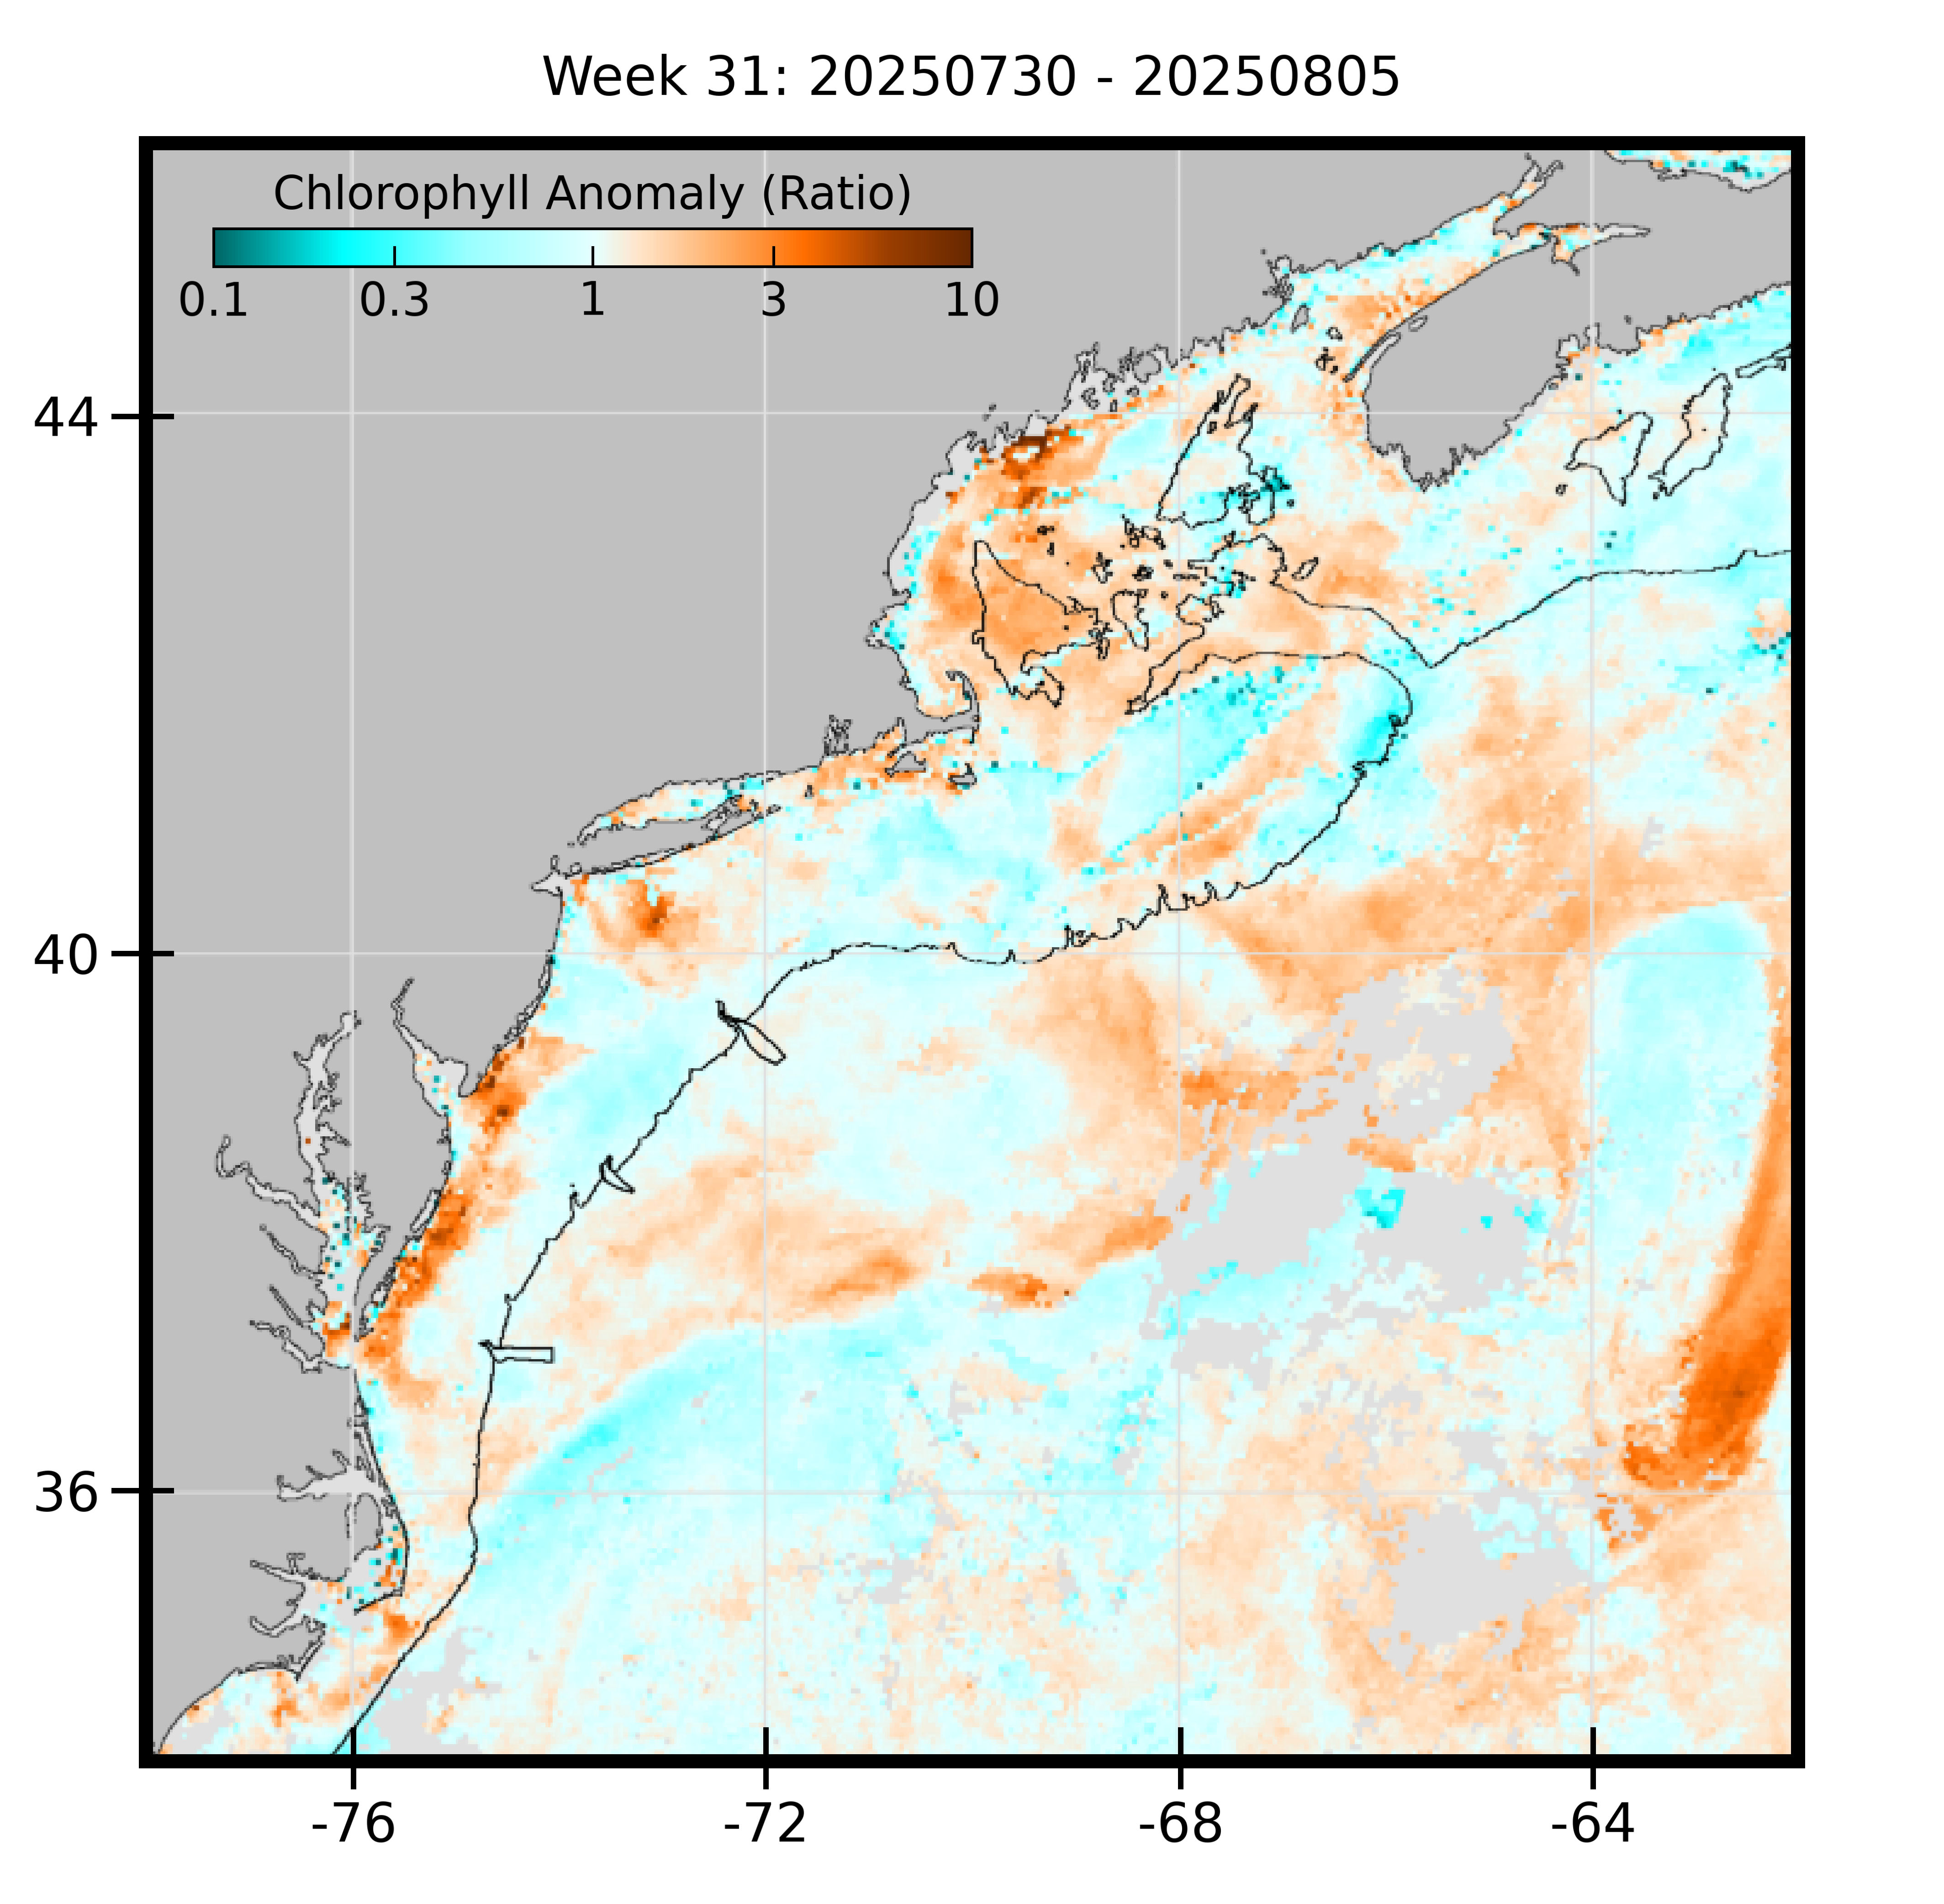 Week 31: 20250730 - 20250805
Chlorophyll Anomaly (Ratio)
0.1 0.3 1 3 10
44
40
36
-76 -72 -68 -64